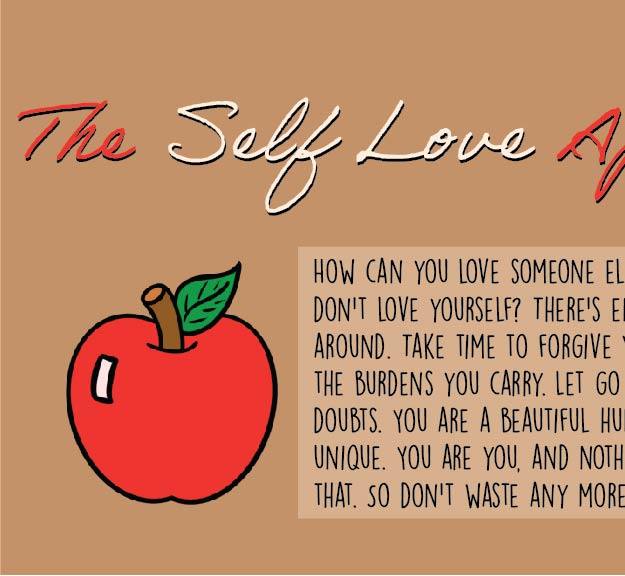 The Self Love
HOW CAN YOU LOVE SOMEONE
DON'T LOVE YOURSELF? THERE'S
AROUND. TAKE TIME TO FORGIVE
THE BURDENS YOU CARRY. LET GO
DOUBTS. YOU ARE A BEAUTIFUL
UNIQUE. YOU ARE YOU, AND
THAT. SO DON'T WASTE ANY MORE